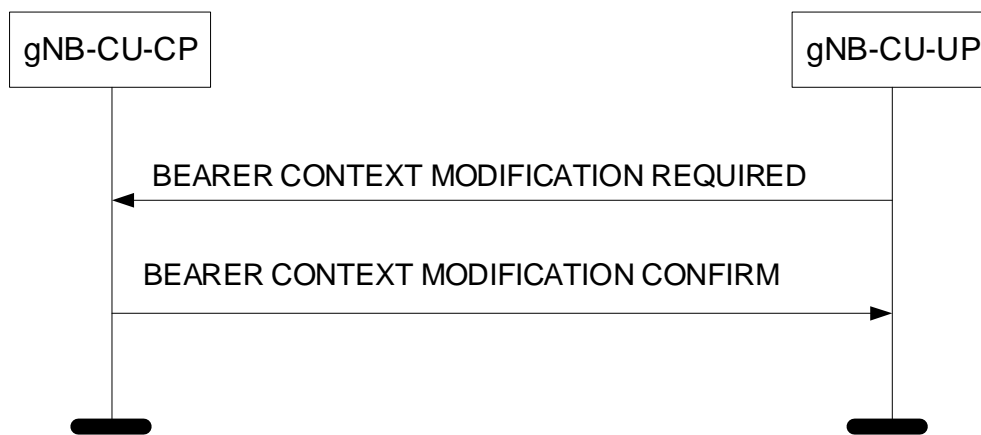 gNB-CU-CP
gNB-CU-UP
BEARER CONTEXT MODIFICATION REQUIRED
BEARER CONTEXT MODIFICATION CONFIRM